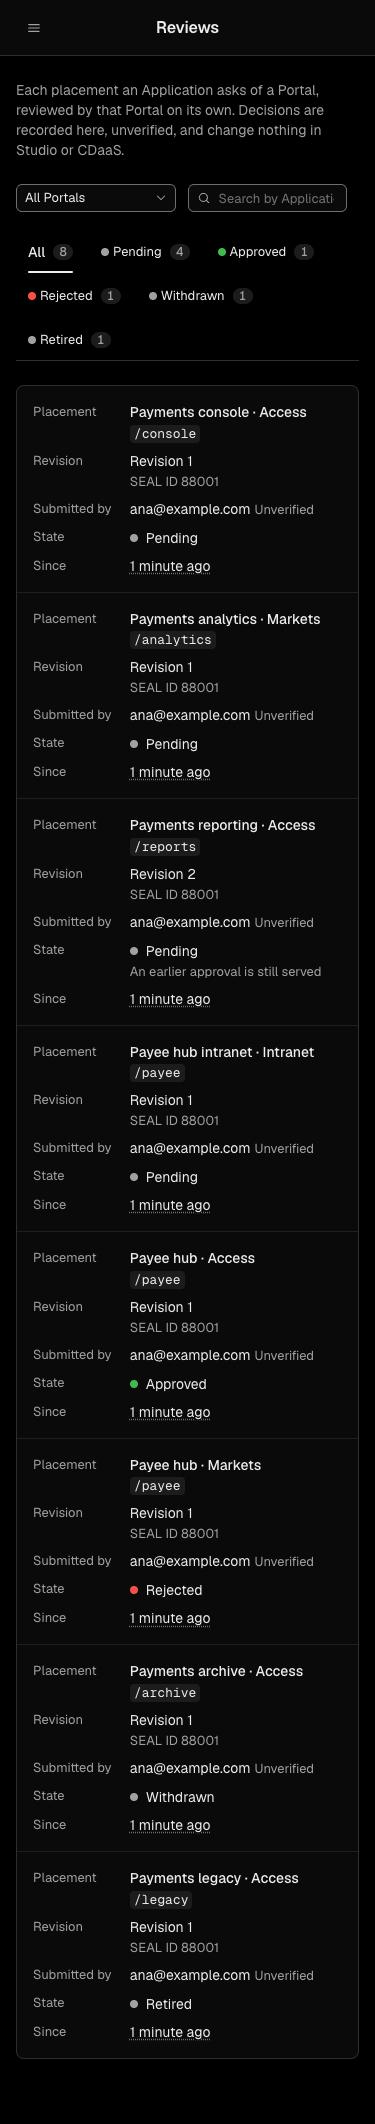 Reviews
Each placement an Application asks of a Portal,
reviewed by that Portal on its own. Decisions are
recorded here, unverified, and change nothing in
Studio or CDaaS.
All Portals
Search by Applicati
All 8 Pending 4 Approved 1
Rejected 1 Withdrawn 1
Retired 1
Placement Payments console · Access
/console
Revision Revision 1
SEAL ID 88001
Submitted by ana@example.com Unverified
State Pending
Since 1 minute ago
Placement Payments analytics · Markets
/analytics
Revision Revision 1
SEAL ID 88001
Submitted by ana@example.com Unverified
State Pending
Since 1 minute ago
Placement Payments reporting · Access
/reports
Revision Revision 2
SEAL ID 88001
Submitted by ana@example.com Unverified
State Pending
An earlier approval is still served
Since 1 minute ago
Placement Payee hub intranet · Intranet
/payee
Revision Revision 1
SEAL ID 88001
Submitted by ana@example.com Unverified
State Pending
Since 1 minute ago
Placement Payee hub · Access
/payee
Revision Revision 1
SEAL ID 88001
Submitted by ana@example.com Unverified
State Approved
Since 1 minute ago
Placement Payee hub · Markets
/payee
Revision Revision 1
SEAL ID 88001
Submitted by ana@example.com Unverified
State Rejected
Since 1 minute ago
Placement Payments archive · Access
/archive
Revision Revision 1
SEAL ID 88001
Submitted by ana@example.com Unverified
State Withdrawn
Since 1 minute ago
Placement Payments legacy · Access
/legacy
Revision Revision 1
SEAL ID 88001
Submitted by ana@example.com Unverified
State Retired
Since 1 minute ago